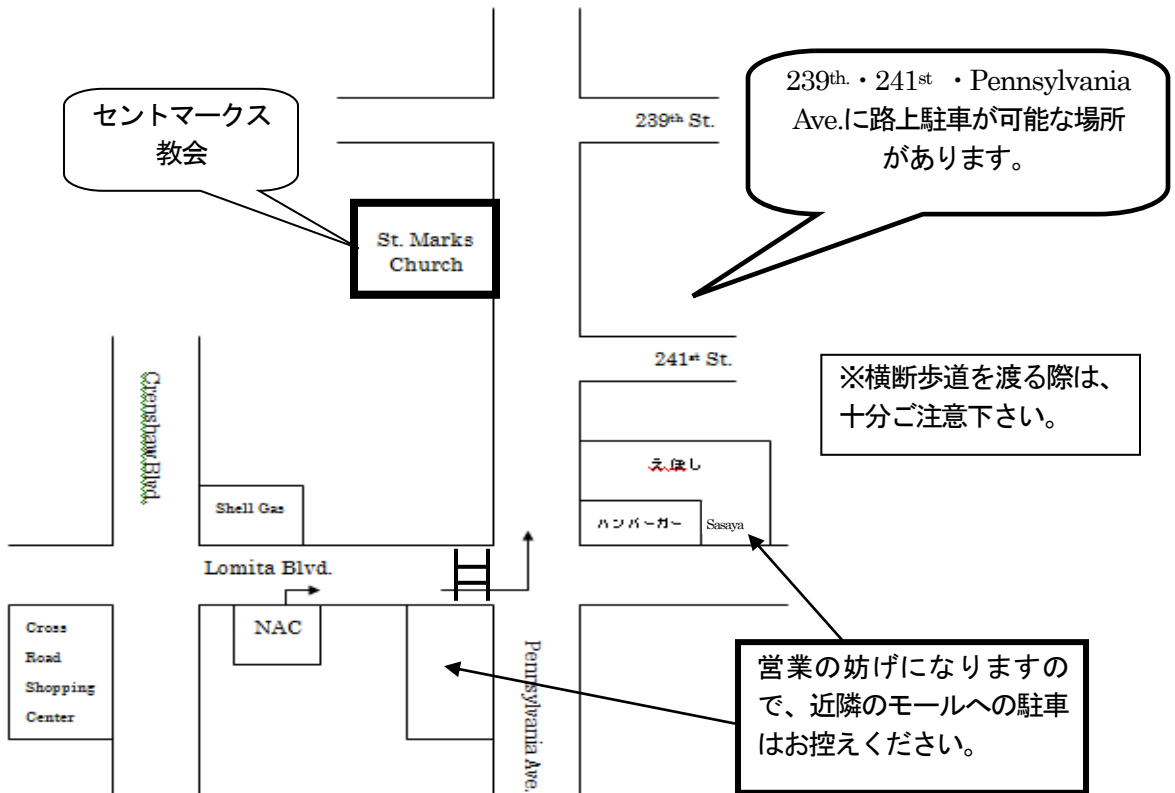 セントマークス
教会
239th.・241st ・Pennsylvania
Ave.に路上駐車が可能な場所
があります。
239th St.
St. Marks
Church
241st St.
※横断歩道を渡る際は、
十分ご注意下さい。
Crenshaw Blvd.
えぼし
Shell Gas
ハンバーガー
Sasaya
Lomita Blvd.
NAC
Cross
Road
Shopping
Center
Pennsylvania Ave.
営業の妨げになりますの
で、近隣のモールへの駐車
はお控えください。